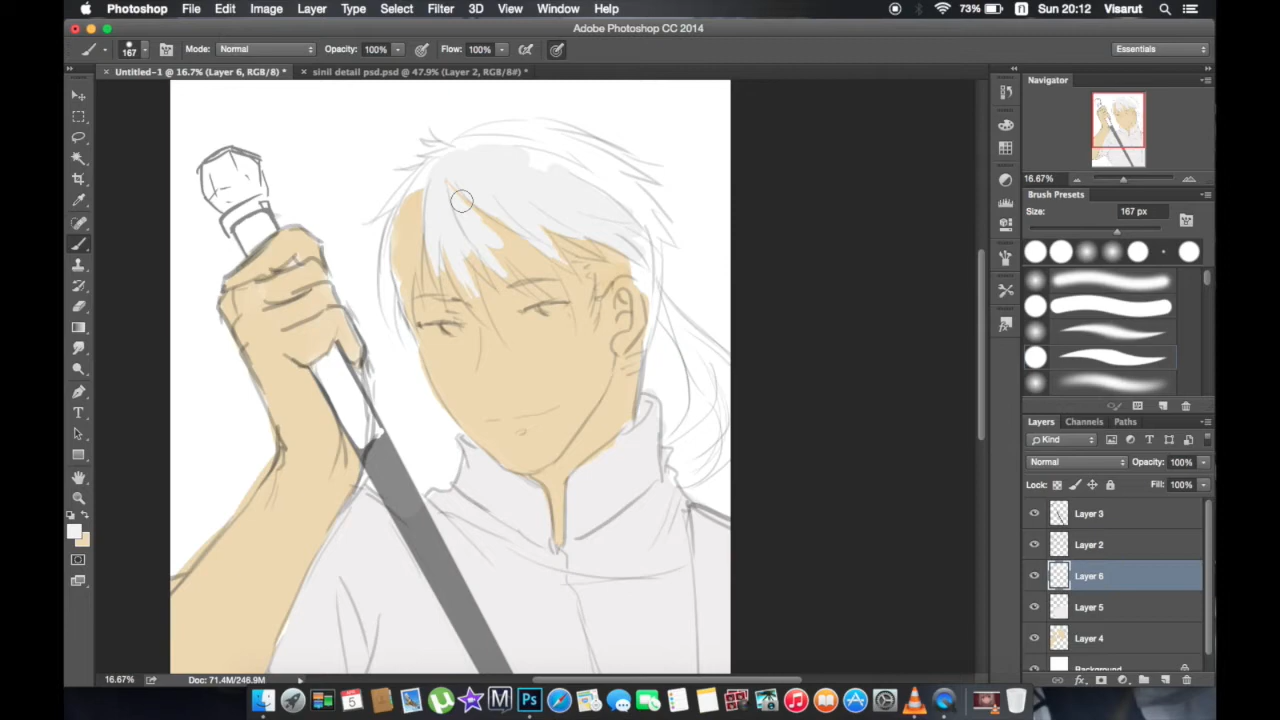 Photoshop File Edit Image Layer Type Select Filter 3D View Window Help 73% n Sun 20:12 Visarut
Adobe Photoshop CC 2014
167 Mode: Normal Opacity: 100% Flow: 100% Essentials
Untitled-1 @ 16.7% (Layer 6, RGB/8) * sinil detail psd.psd @ 47.9% (Layer 2, RGB/8#) *
Navigator
16.67%
Brush Presets
Size: 167 px
Layers Channels Paths
Kind
Normal Opacity: 100%
Lock: Fill: 100%
Layer 3
Layer 2
Layer 6
Layer 5
Layer 4
Background
16.67% Doc: 71.4M/246.9M
5
Ps